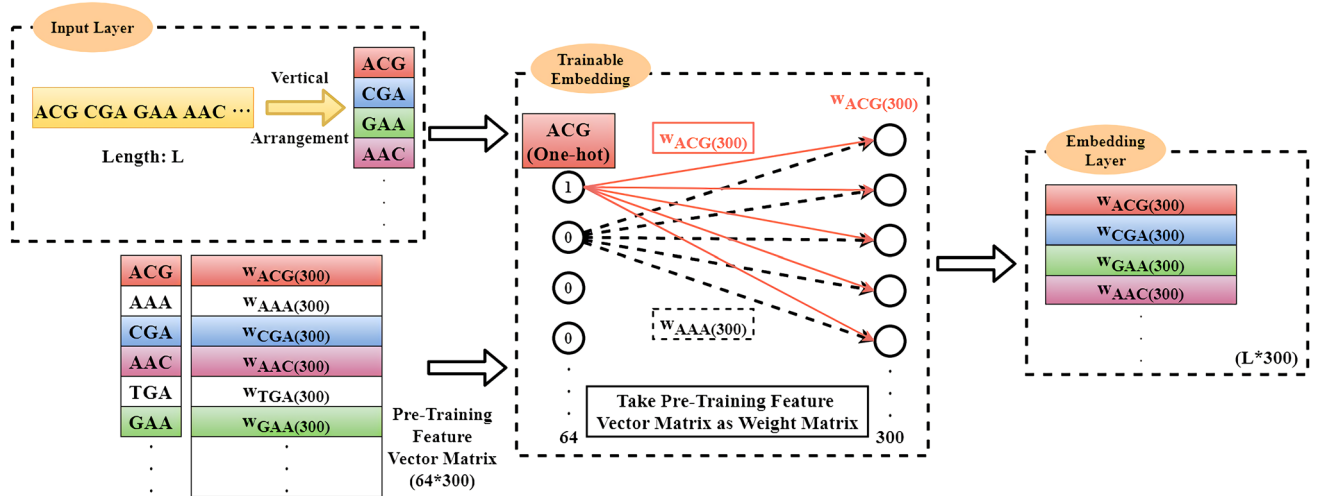 Input Layer
ACG CGA GAA AAC ···
Length: L
Vertical
Arrangement
ACG
CGA
GAA
AAC
ACG wACG(300)
AAA wAAA(300)
CGA wCGA(300)
AAC wAAC(300)
TGA wTGA(300)
GAA wGAA(300)
Pre-Training
Feature
Vector Matrix
(64*300)
Trainable
Embedding
ACG
(One-hot)
1
0
0
0
64
wACG(300)
wAAA(300)
wACG(300)
Take Pre-Training Feature
Vector Matrix as Weight Matrix
300
Embedding
Layer
wACG(300)
wCGA(300)
wGAA(300)
wAAC(300)
(L*300)